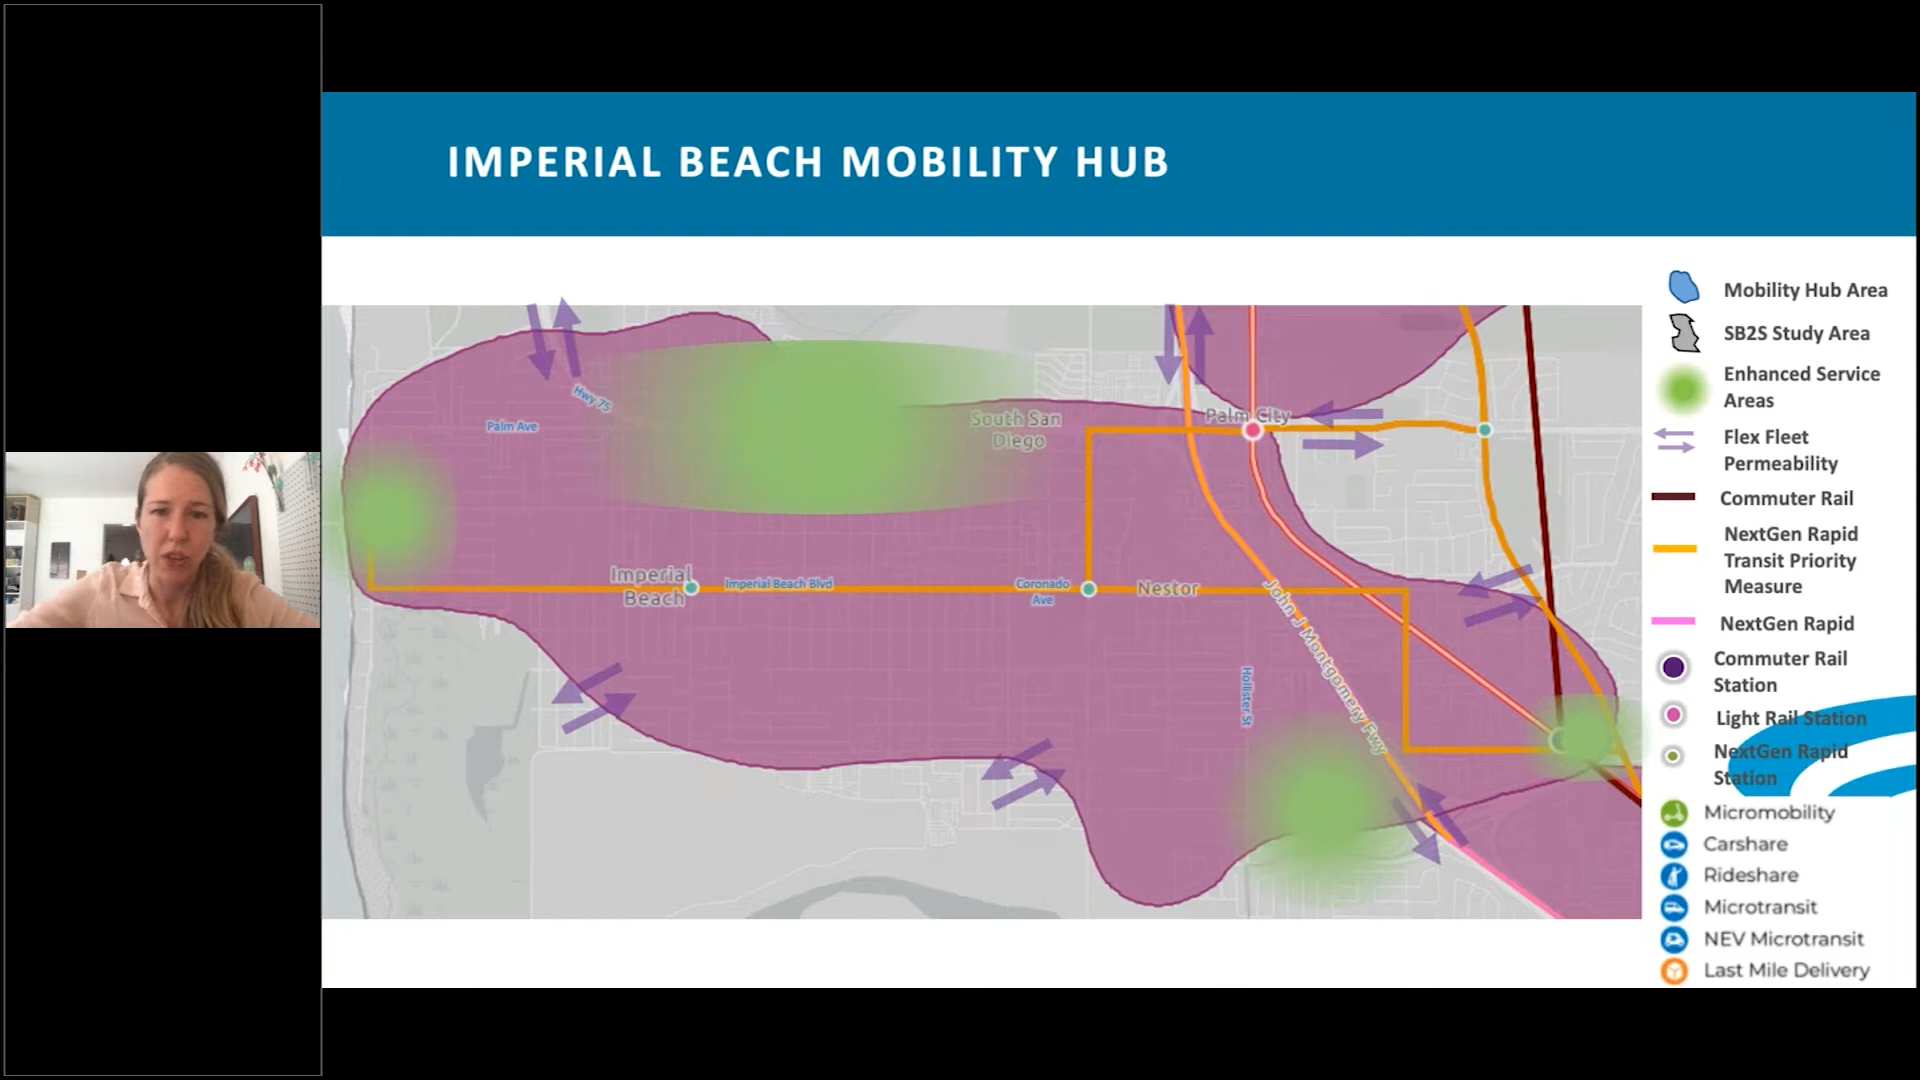 IMPERIAL BEACH MOBILITY HUB
Hwy 75
Palm Ave
South San
Diego
Palm City
Imperial
Beach
Imperial Beach Blvd
Coronado
Ave
Nestor
John J Montgomery Fwy
Hollister St
Mobility Hub Area
SB2S Study Area
Enhanced Service
Areas
Flex Fleet
Permeability
Commuter Rail
NextGen Rapid
Transit Priority
Measure
NextGen Rapid
Commuter Rail
Station
Light Rail Station
NextGen Rapid
Station
Micromobility
Carshare
Rideshare
Microtransit
NEV Microtransit
Last Mile Delivery